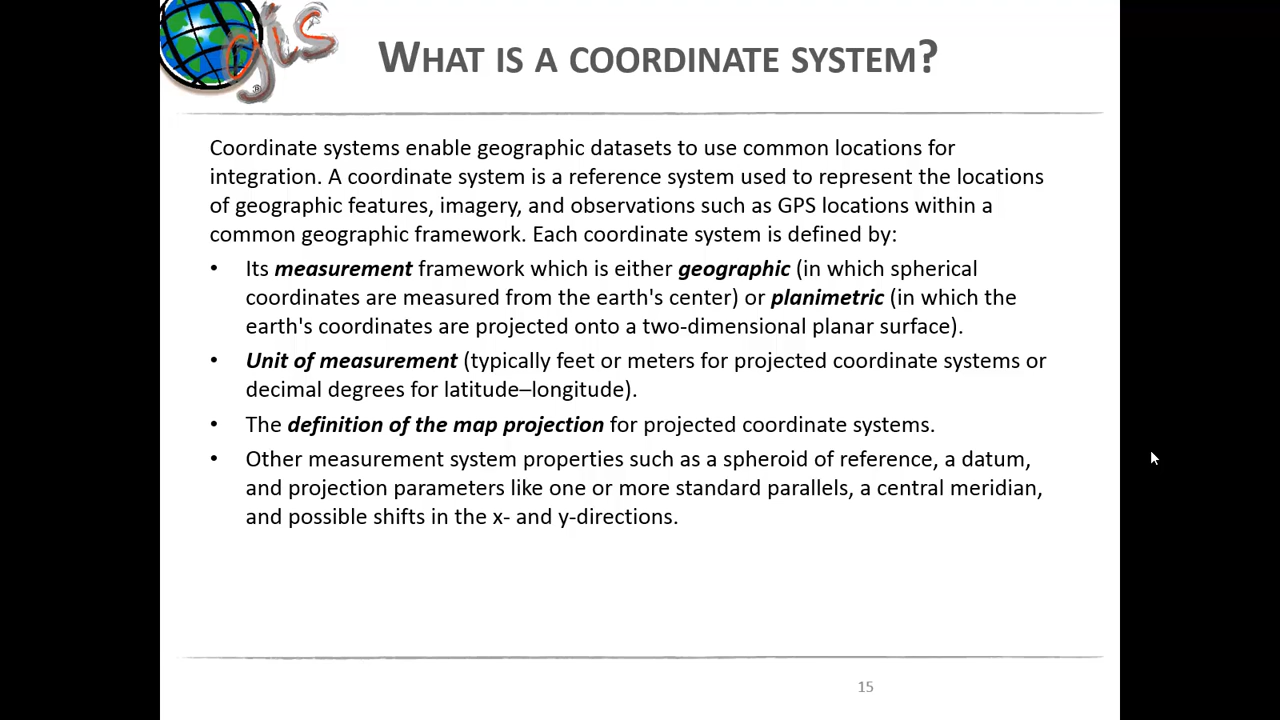 gis
WHAT IS A COORDINATE SYSTEM?
Coordinate systems enable geographic datasets to use common locations for
integration. A coordinate system is a reference system used to represent the locations
of geographic features, imagery, and observations such as GPS locations within a
common geographic framework. Each coordinate system is defined by:
• Its measurement framework which is either geographic (in which spherical
coordinates are measured from the earth's center) or planimetric (in which the
earth's coordinates are projected onto a two-dimensional planar surface).
• Unit of measurement (typically feet or meters for projected coordinate systems or
decimal degrees for latitude–longitude).
• The definition of the map projection for projected coordinate systems.
• Other measurement system properties such as a spheroid of reference, a datum,
and projection parameters like one or more standard parallels, a central meridian,
and possible shifts in the x- and y-directions.
15